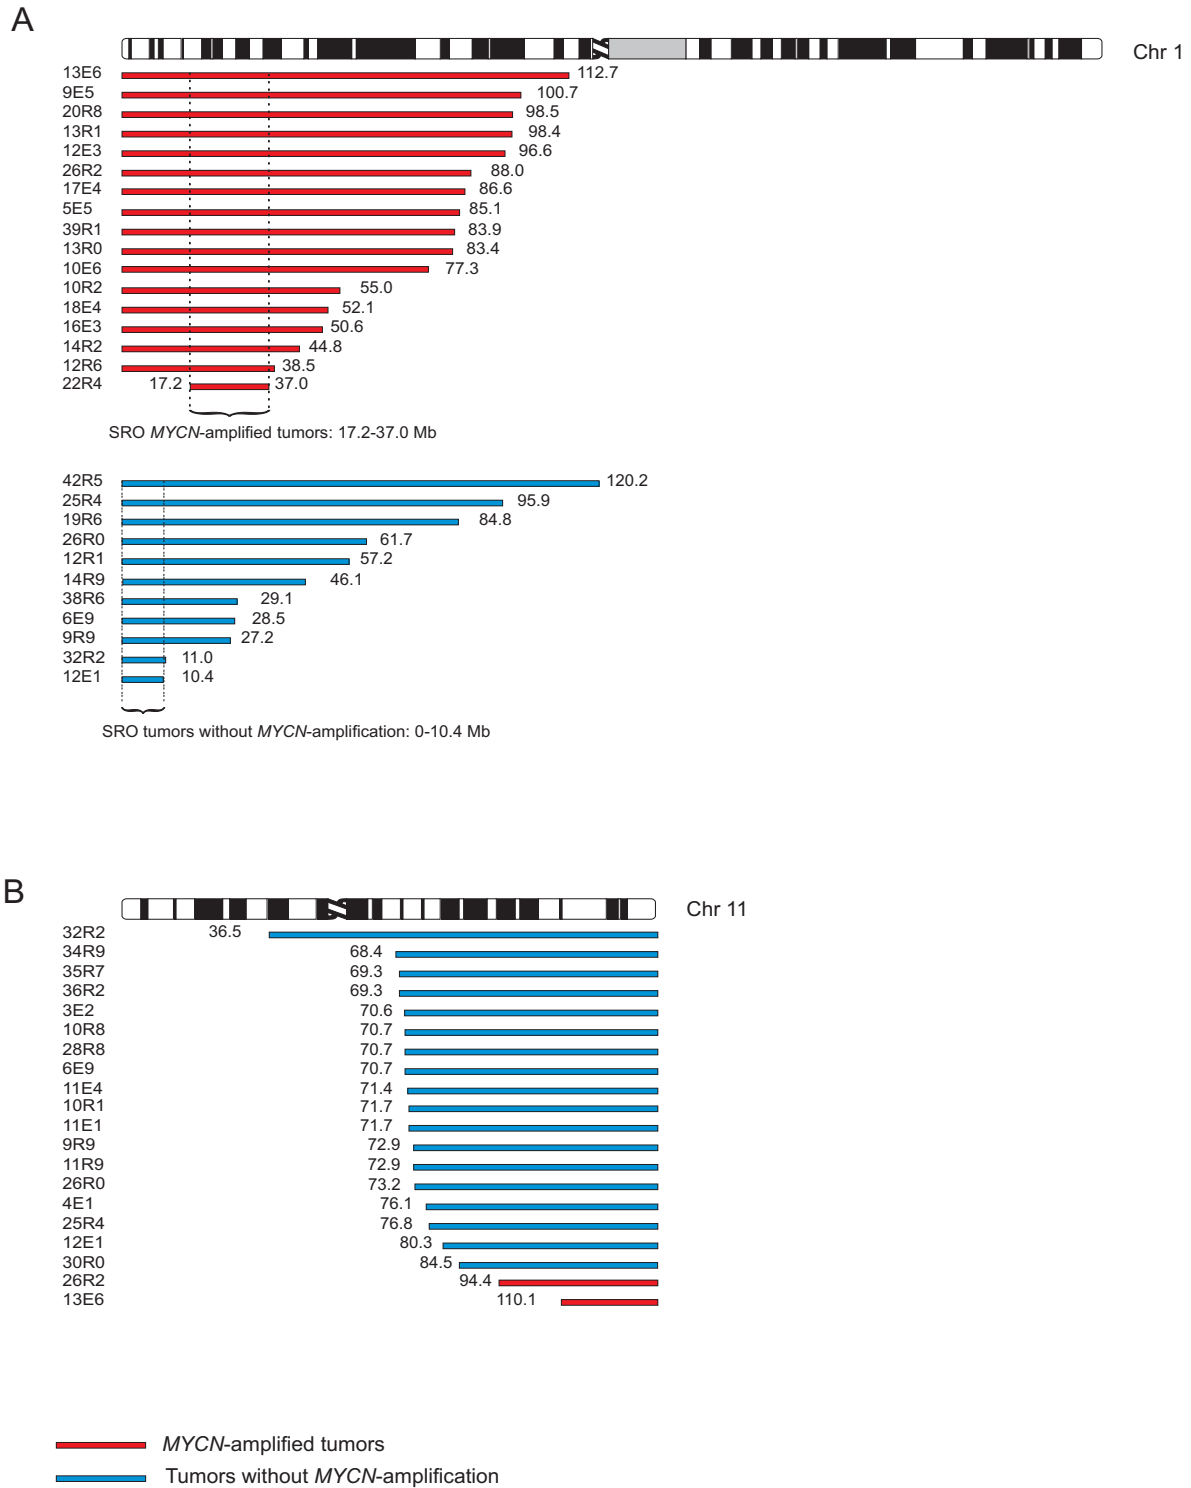 A
Chr 1
13E6 112.7
9E5 100.7
20R8 98.5
13R1 98.4
12E3 96.6
26R2 88.0
17E4 86.6
5E5 85.1
39R1 83.9
13R0 83.4
10E6 77.3
10R2 55.0
18E4 52.1
16E3 50.6
14R2 44.8
12R6 38.5
22R4 17.2 37.0
SRO MYCN-amplified tumors: 17.2-37.0 Mb
42R5 120.2
25R4 95.9
19R6 84.8
26R0 61.7
12R1 57.2
14R9 46.1
38R6 29.1
6E9 28.5
9R9 27.2
32R2 11.0
12E1 10.4
SRO tumors without MYCN-amplification: 0-10.4 Mb
B
Chr 11
32R2 36.5
34R9 68.4
35R7 69.3
36R2 69.3
3E2 70.6
10R8 70.7
28R8 70.7
6E9 70.7
11E4 71.4
10R1 71.7
11E1 71.7
9R9 72.9
11R9 72.9
26R0 73.2
4E1 76.1
25R4 76.8
12E1 80.3
30R0 84.5
26R2 94.4
13E6 110.1
MYCN-amplified tumors
Tumors without MYCN-amplification